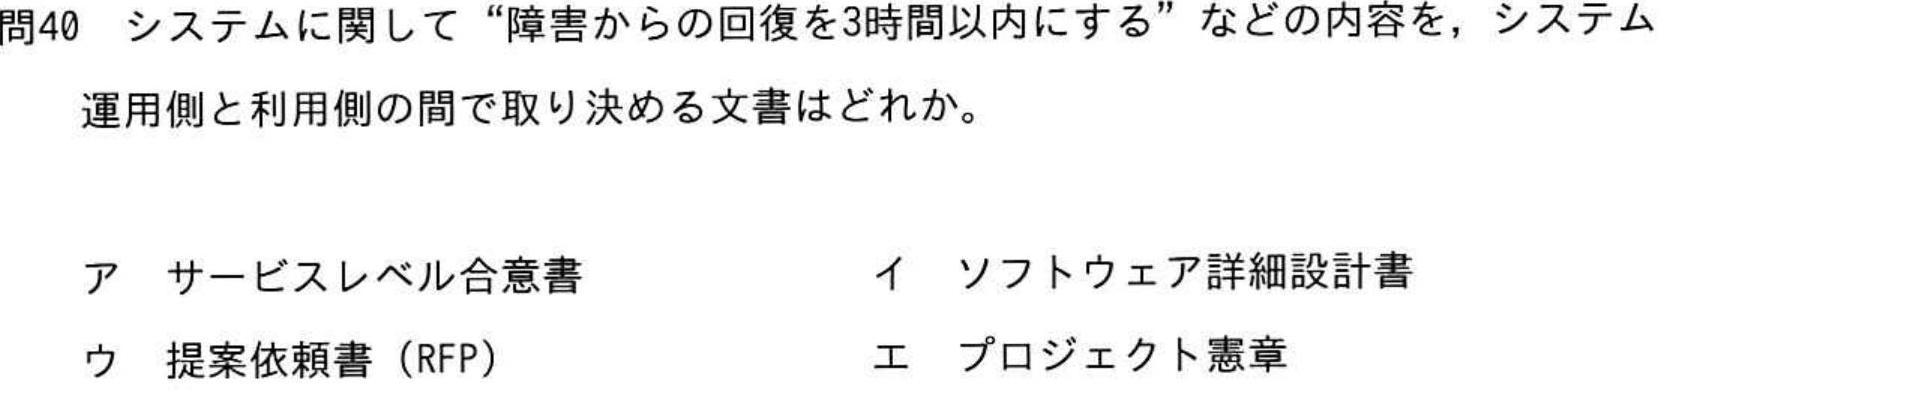 問40　システムに関して“障害からの回復を3時間以内にする”などの内容を，システム
運用側と利用側の間で取り決める文書はどれか。
ア　サービスレベル合意書　イ　ソフトウェア詳細設計書
ウ　提案依頼書（RFP）　エ　プロジェクト憲章